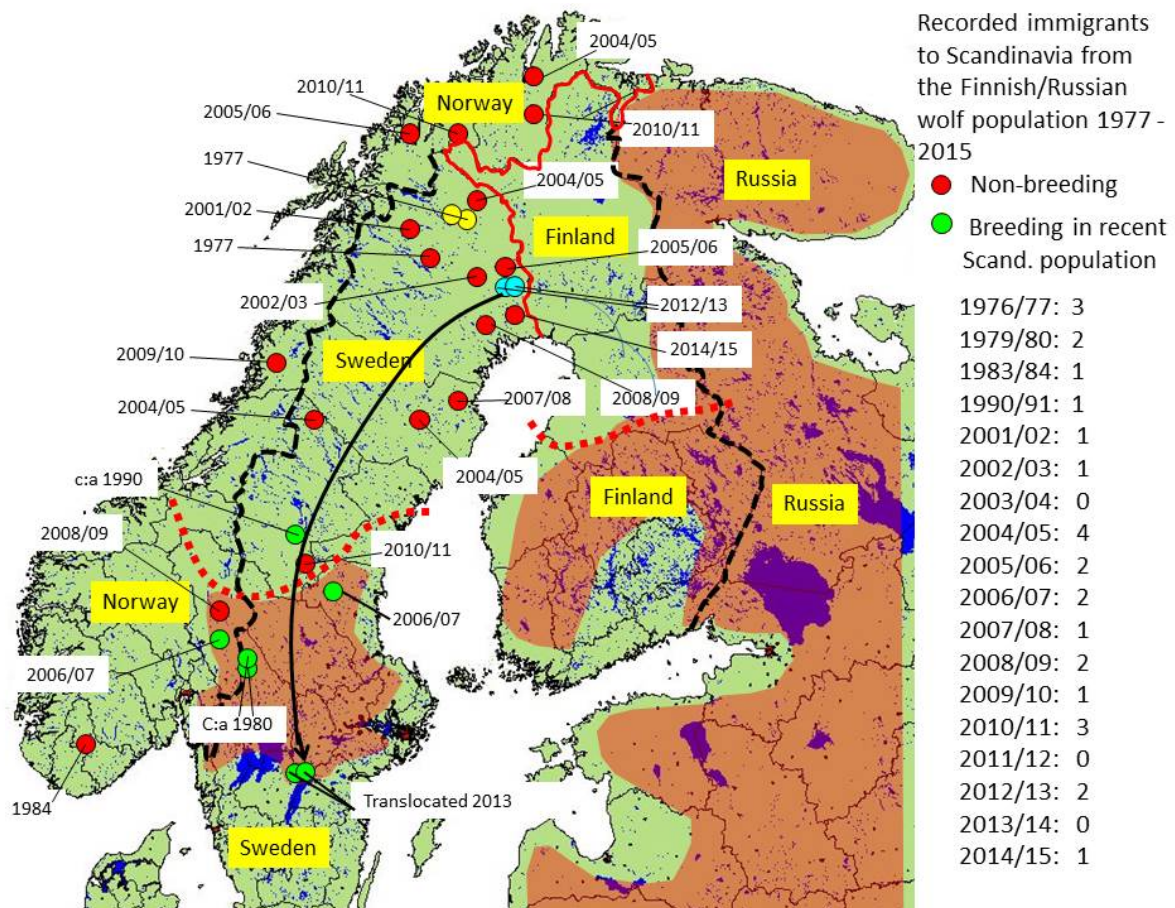 Recorded immigrants
to Scandinavia from
the Finnish/Russian
wolf population 1977 -
2015
Non-breeding
Breeding in recent
Scand. population
1976/77: 3
1979/80: 2
1983/84: 1
1990/91: 1
2001/02: 1
2002/03: 1
2003/04: 0
2004/05: 4
2005/06: 2
2006/07: 2
2007/08: 1
2008/09: 2
2009/10: 1
2010/11: 3
2011/12: 0
2012/13: 2
2013/14: 0
2014/15: 1
2004/05
2010/11
Norway
2005/06
2010/11
1977
2004/05
Russia
2001/02
Finland
1977
2005/06
2002/03
2012/13
2009/10
Sweden
2014/15
2007/08
2008/09
2004/05
2004/05
c:a 1990
Finland
Russia
2008/09
2010/11
Norway
2006/07
2006/07
C:a 1980
1984
Translocated 2013
Sweden